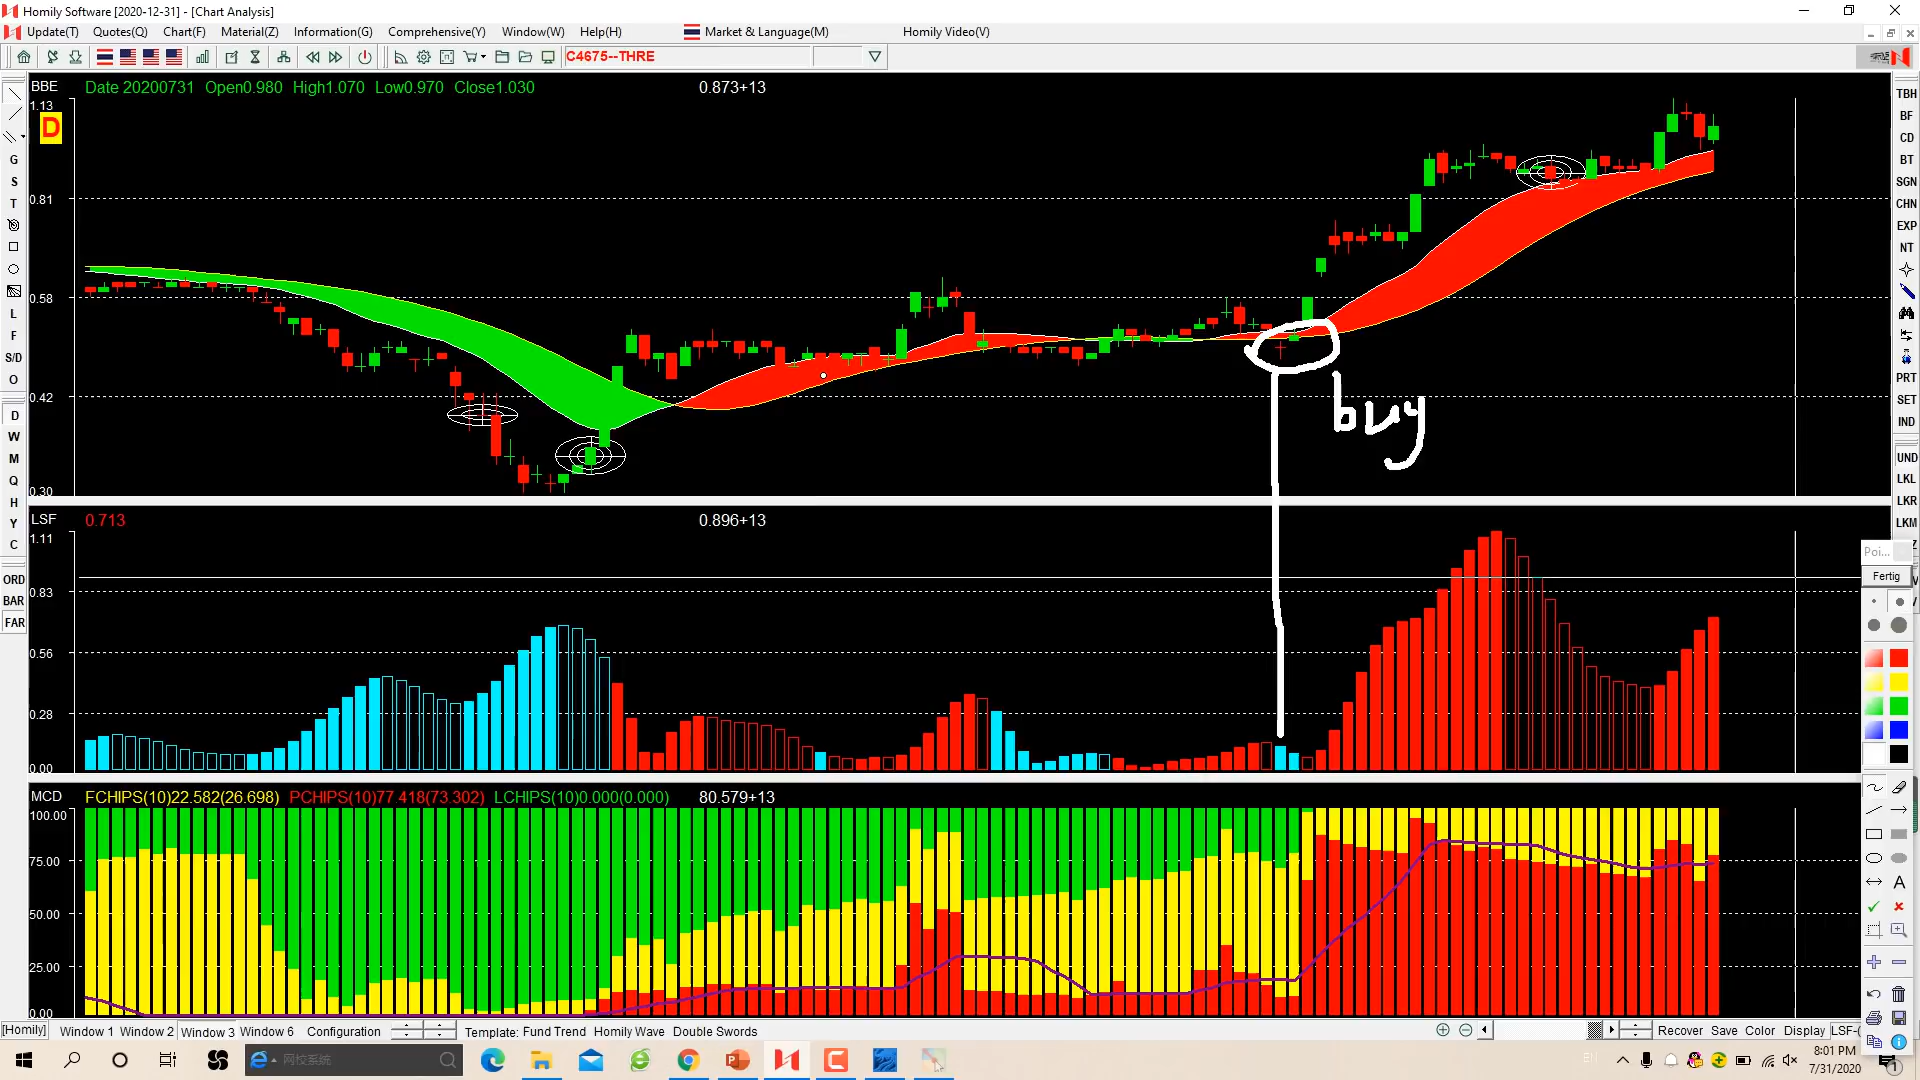 Homily Software [2020-12-31] - [Chart Analysis]
Update(T) Quotes(Q) Chart(F) Material(Z) Information(G) Comprehensive(Y) Window(W) Help(H) Market & Language(M) Homily Video(V)
C4675--THRE
BBE Date 20200731 Open0.980 High1.070 Low0.970 Close1.030 0.873+13
1.13
D
0.81
0.58
0.42
0.30
buy
LSF 0.713 0.896+13
1.11
0.83
0.56
0.28
0.00
MCD FCHIPS(10)22.582(26.698) PCHIPS(10)77.418(73.302) LCHIPS(10)0.000(0.000) 80.579+13
100.00
75.00
50.00
25.00
0.00
G
S
T
L
F
S/D
O
D
W
M
Q
H
Y
C
ORD
BAR
FAR
TBH
BF
CD
BT
SGN
CHN
EXP
NT
PRT
SET
IND
UND
LKL
LKR
LKM
Poi...
Fertig
A
[Homily] Window 1 Window 2 Window 3 Window 6 Configuration Template: Fund Trend Homily Wave Double Swords Recover Save Color Display LSF-(
网校系统
8:01 PM
7/31/2020